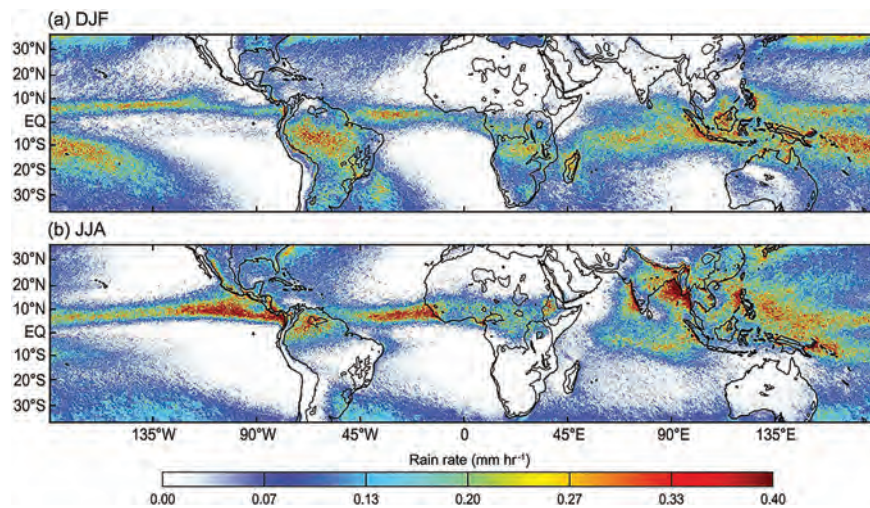 (a) DJF
30°N
20°N
10°N
EQ
10°S
20°S
30°S
(b) JJA
30°N
20°N
10°N
EQ
10°S
20°S
30°S
135°W 90°W 45°W 0 45°E 90°E 135°E
Rain rate (mm hr⁻¹)
0.00 0.07 0.13 0.20 0.27 0.33 0.40